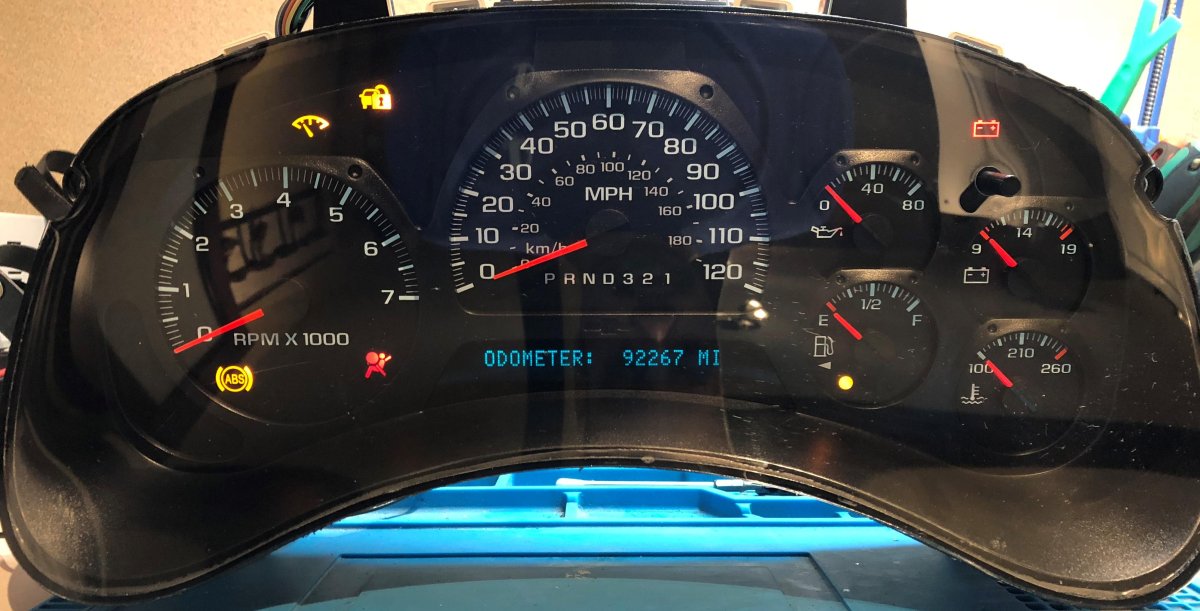 0 1 2 3 4 5 6 7
RPM X 1000
ABS
0 10 20 30 40 50 60 70 80 90 100 110 120
MPH
20 40 60 80 100 120 140 160 180
km/h
PRND321
ODOMETER: 92267 MI
0 40 80
E 1/2 F
9 14 19
100 210 260